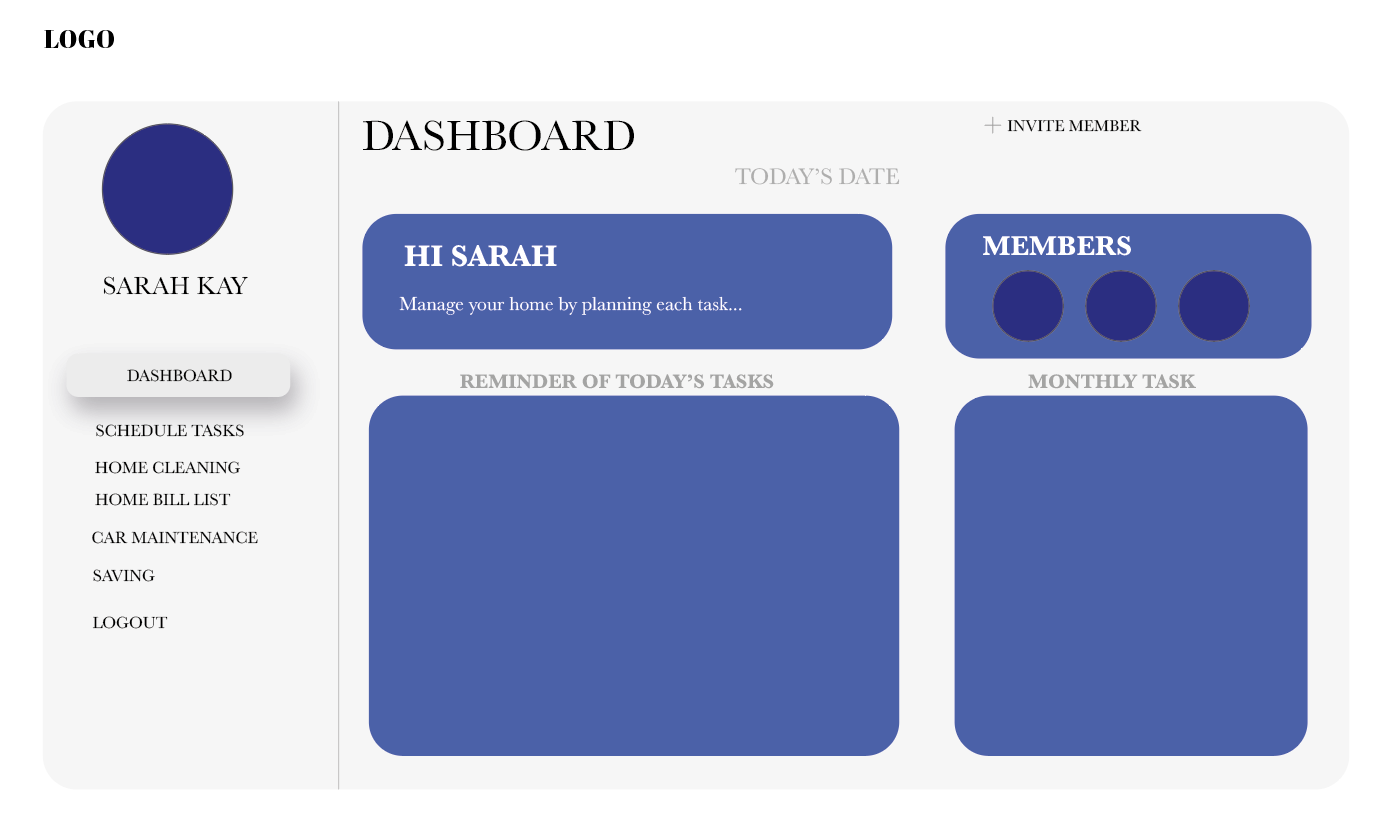 LOGO
SARAH KAY
DASHBOARD
SCHEDULE TASKS
HOME CLEANING
HOME BILL LIST
CAR MAINTENANCE
SAVING
LOGOUT
DASHBOARD
INVITE MEMBER
TODAY’S DATE
HI SARAH
Manage your home by planning each task...
MEMBERS
REMINDER OF TODAY’S TASKS
MONTHLY TASK